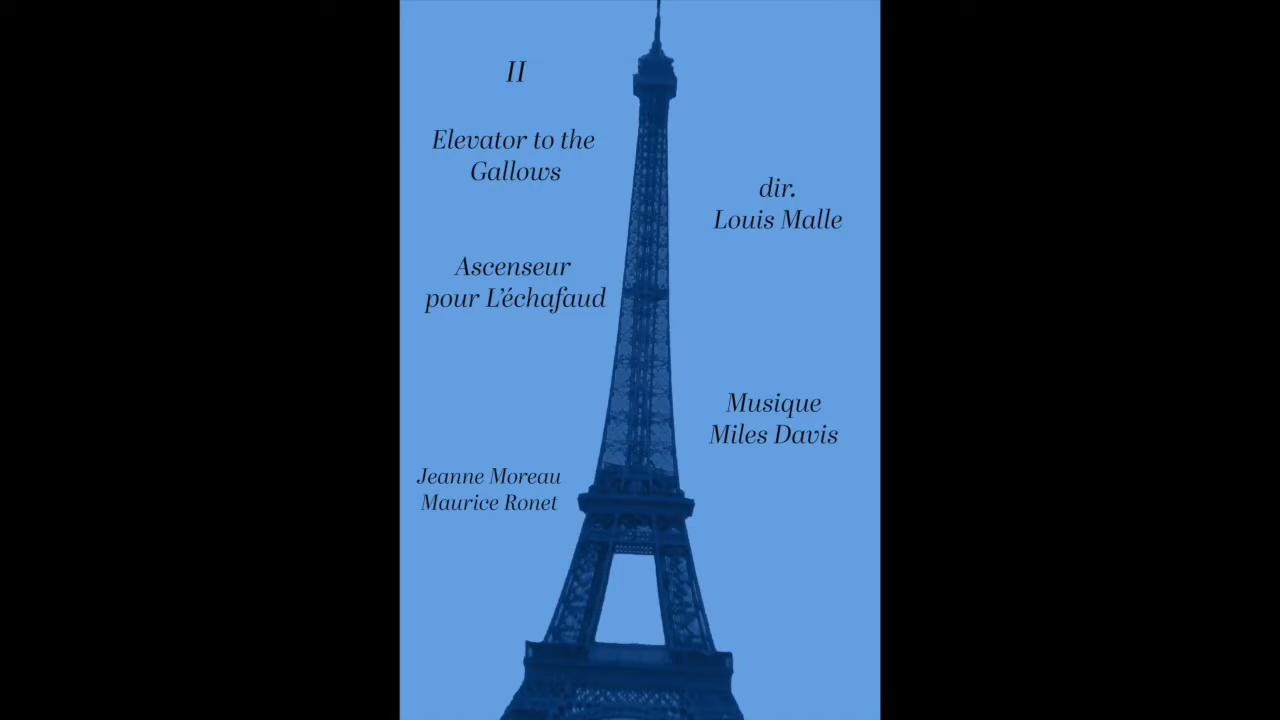 II
Elevator to the
Gallows
dir.
Louis Malle
Ascenseur
pour L’échafaud
Musique
Miles Davis
Jeanne Moreau
Maurice Ronet